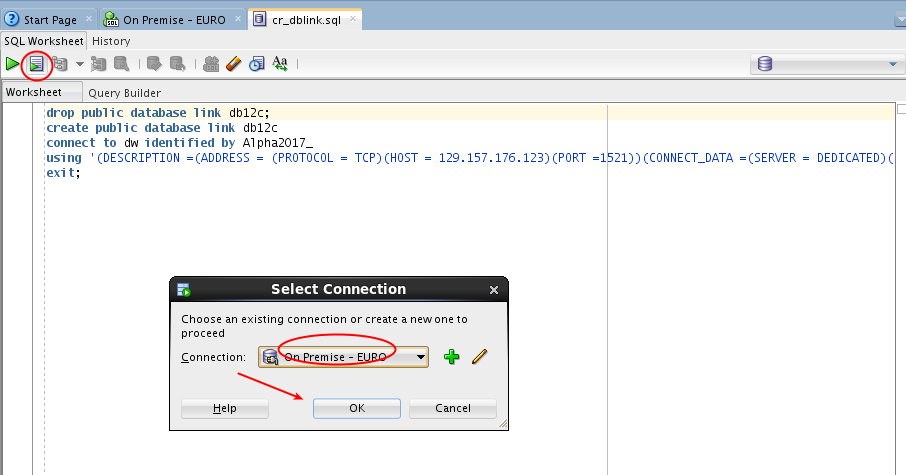 Start Page
On Premise - EURO
cr_dblink.sql
SQL Worksheet
History
Aa
Worksheet
Query Builder
drop public database link db12c;
create public database link db12c
connect to dw identified by Alpha2017_
using '(DESCRIPTION =(ADDRESS = (PROTOCOL = TCP)(HOST = 129.157.176.123)(PORT =1521))(CONNECT_DATA =(SERVER = DEDICATED)(
exit;
Select Connection
Choose an existing connection or create a new one to
proceed
Connection:
On Premise - EURO
Help
OK
Cancel